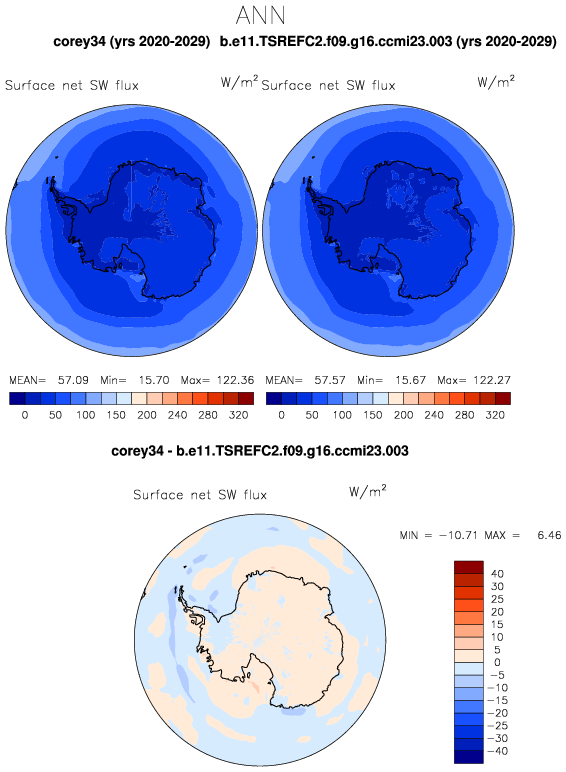 ANN
corey34 (yrs 2020-2029) b.e11.TSREFC2.f09.g16.ccmi23.003 (yrs 2020-2029)
Surface net SW flux W/m² Surface net SW flux W/m²
MEAN= 57.09 Min= 15.70 Max= 122.36 MEAN= 57.57 Min= 15.67 Max= 122.27
0 50 100 150 200 240 280 320 0 50 100 150 200 240 280 320
corey34 - b.e11.TSREFC2.f09.g16.ccmi23.003
Surface net SW flux W/m²
MIN = −10.71 MAX = 6.46
40
30
25
20
15
10
5
0
−5
−10
−15
−20
−25
−30
−40